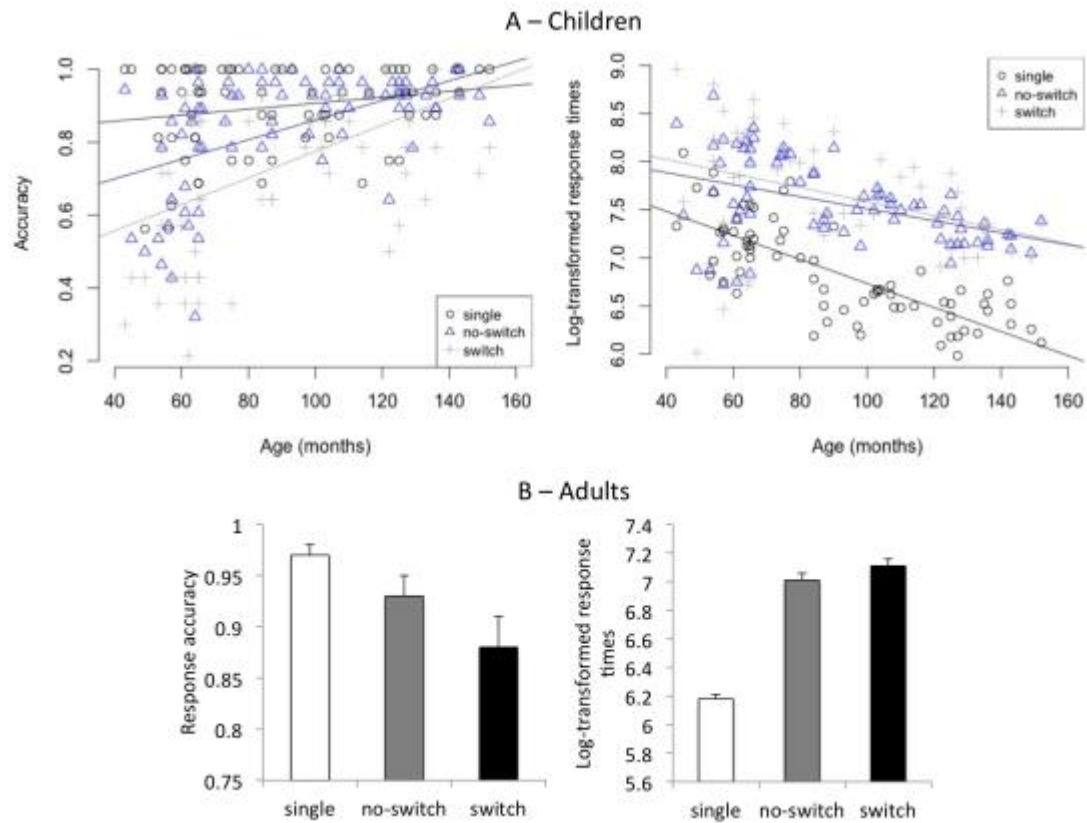 A – Children
Accuracy
1.0
0.8
0.6
0.4
0.2
single
no-switch
switch
40 60 80 100 120 140 160
Age (months)
Log-transformed response times
9.0
8.5
8.0
7.5
7.0
6.5
6.0
single
no-switch
switch
40 60 80 100 120 140 160
Age (months)
B – Adults
Response accuracy
1
0.95
0.9
0.85
0.8
0.75
single no-switch switch
Log-transformed response
times
7.4
7.2
7
6.8
6.6
6.4
6.2
6
5.8
5.6
single no-switch switch